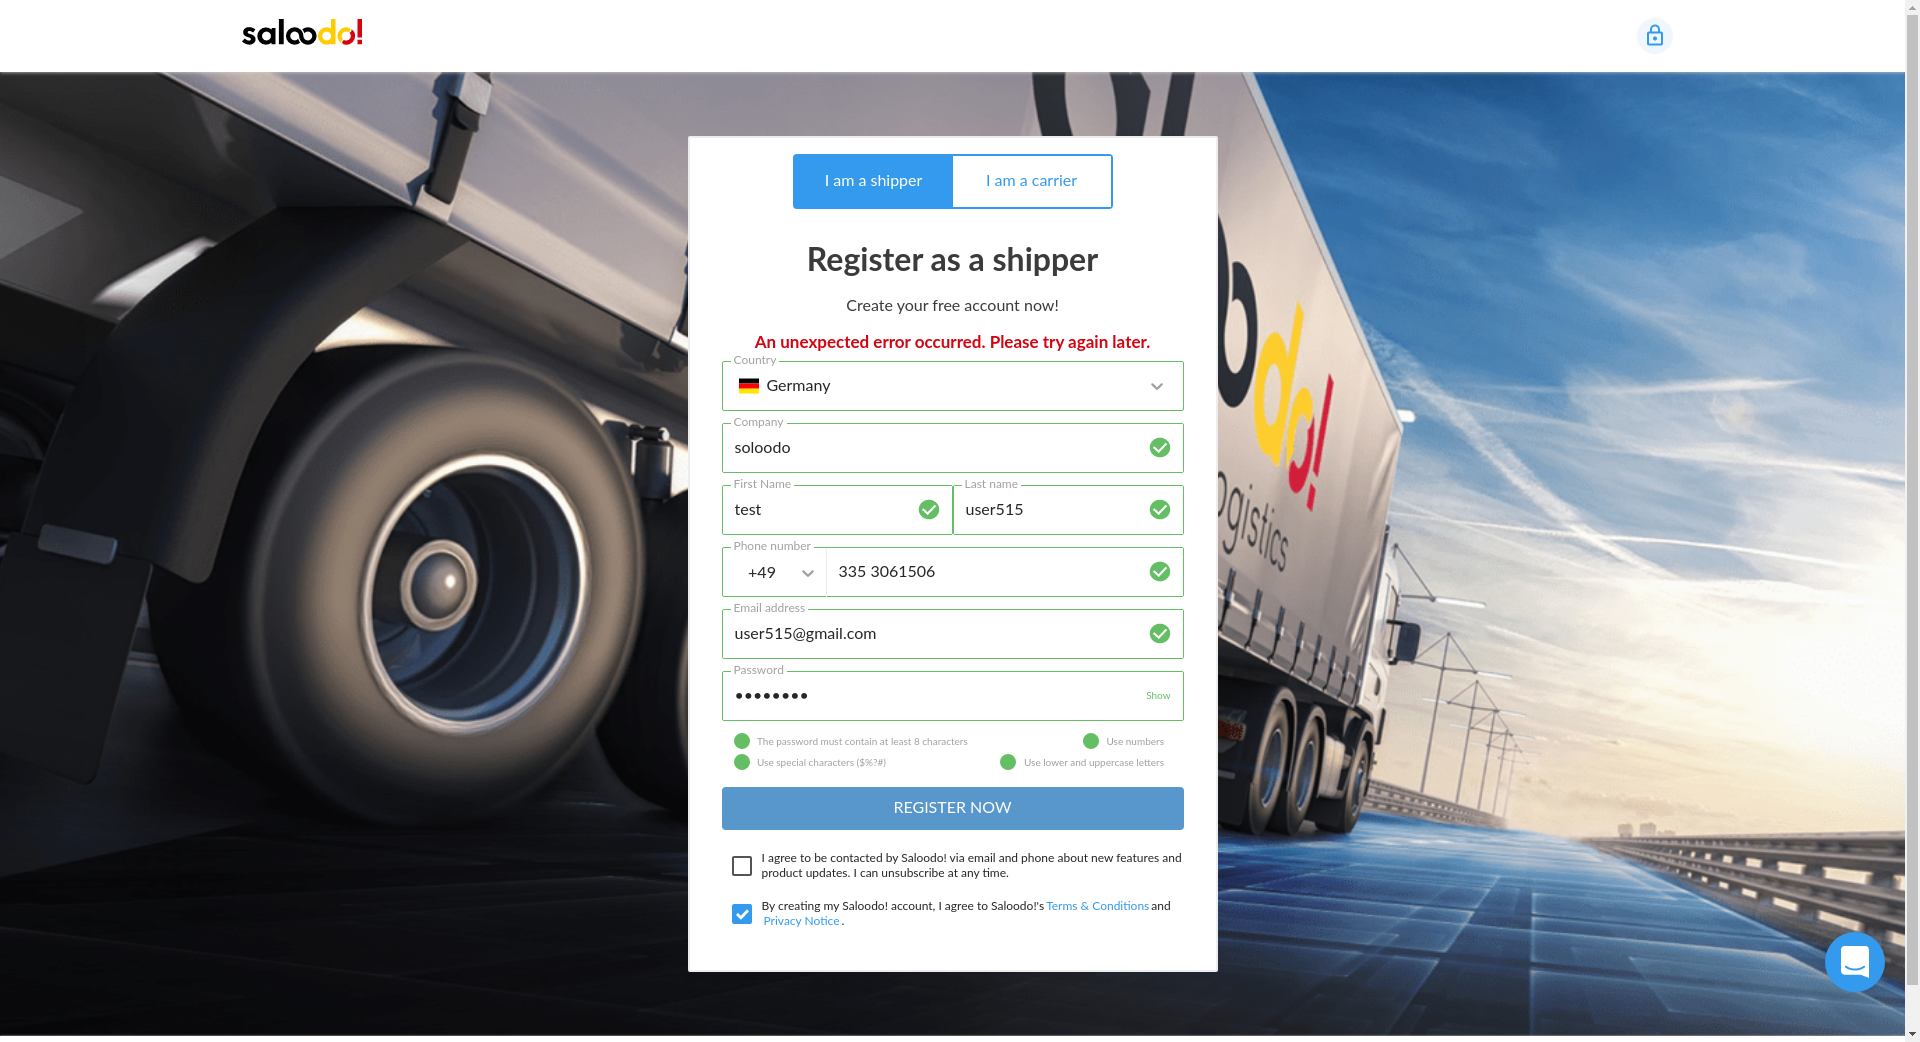 saloodo!
I am a shipper
I am a carrier
Register as a shipper
Create your free account now!
An unexpected error occurred. Please try again later.
Country
Germany
Company
soloodo
First Name
test
Last name
user515
Phone number
+49
335 3061506
Email address
user515@gmail.com
Password
Show
The password must contain at least 8 characters
Use numbers
Use special characters ($%?#)
Use lower and uppercase letters
REGISTER NOW
I agree to be contacted by Saloodo! via email and phone about new features and
product updates. I can unsubscribe at any time.
By creating my Saloodo! account, I agree to Saloodo!'s Terms & Conditions and
Privacy Notice.
do!
ogistics